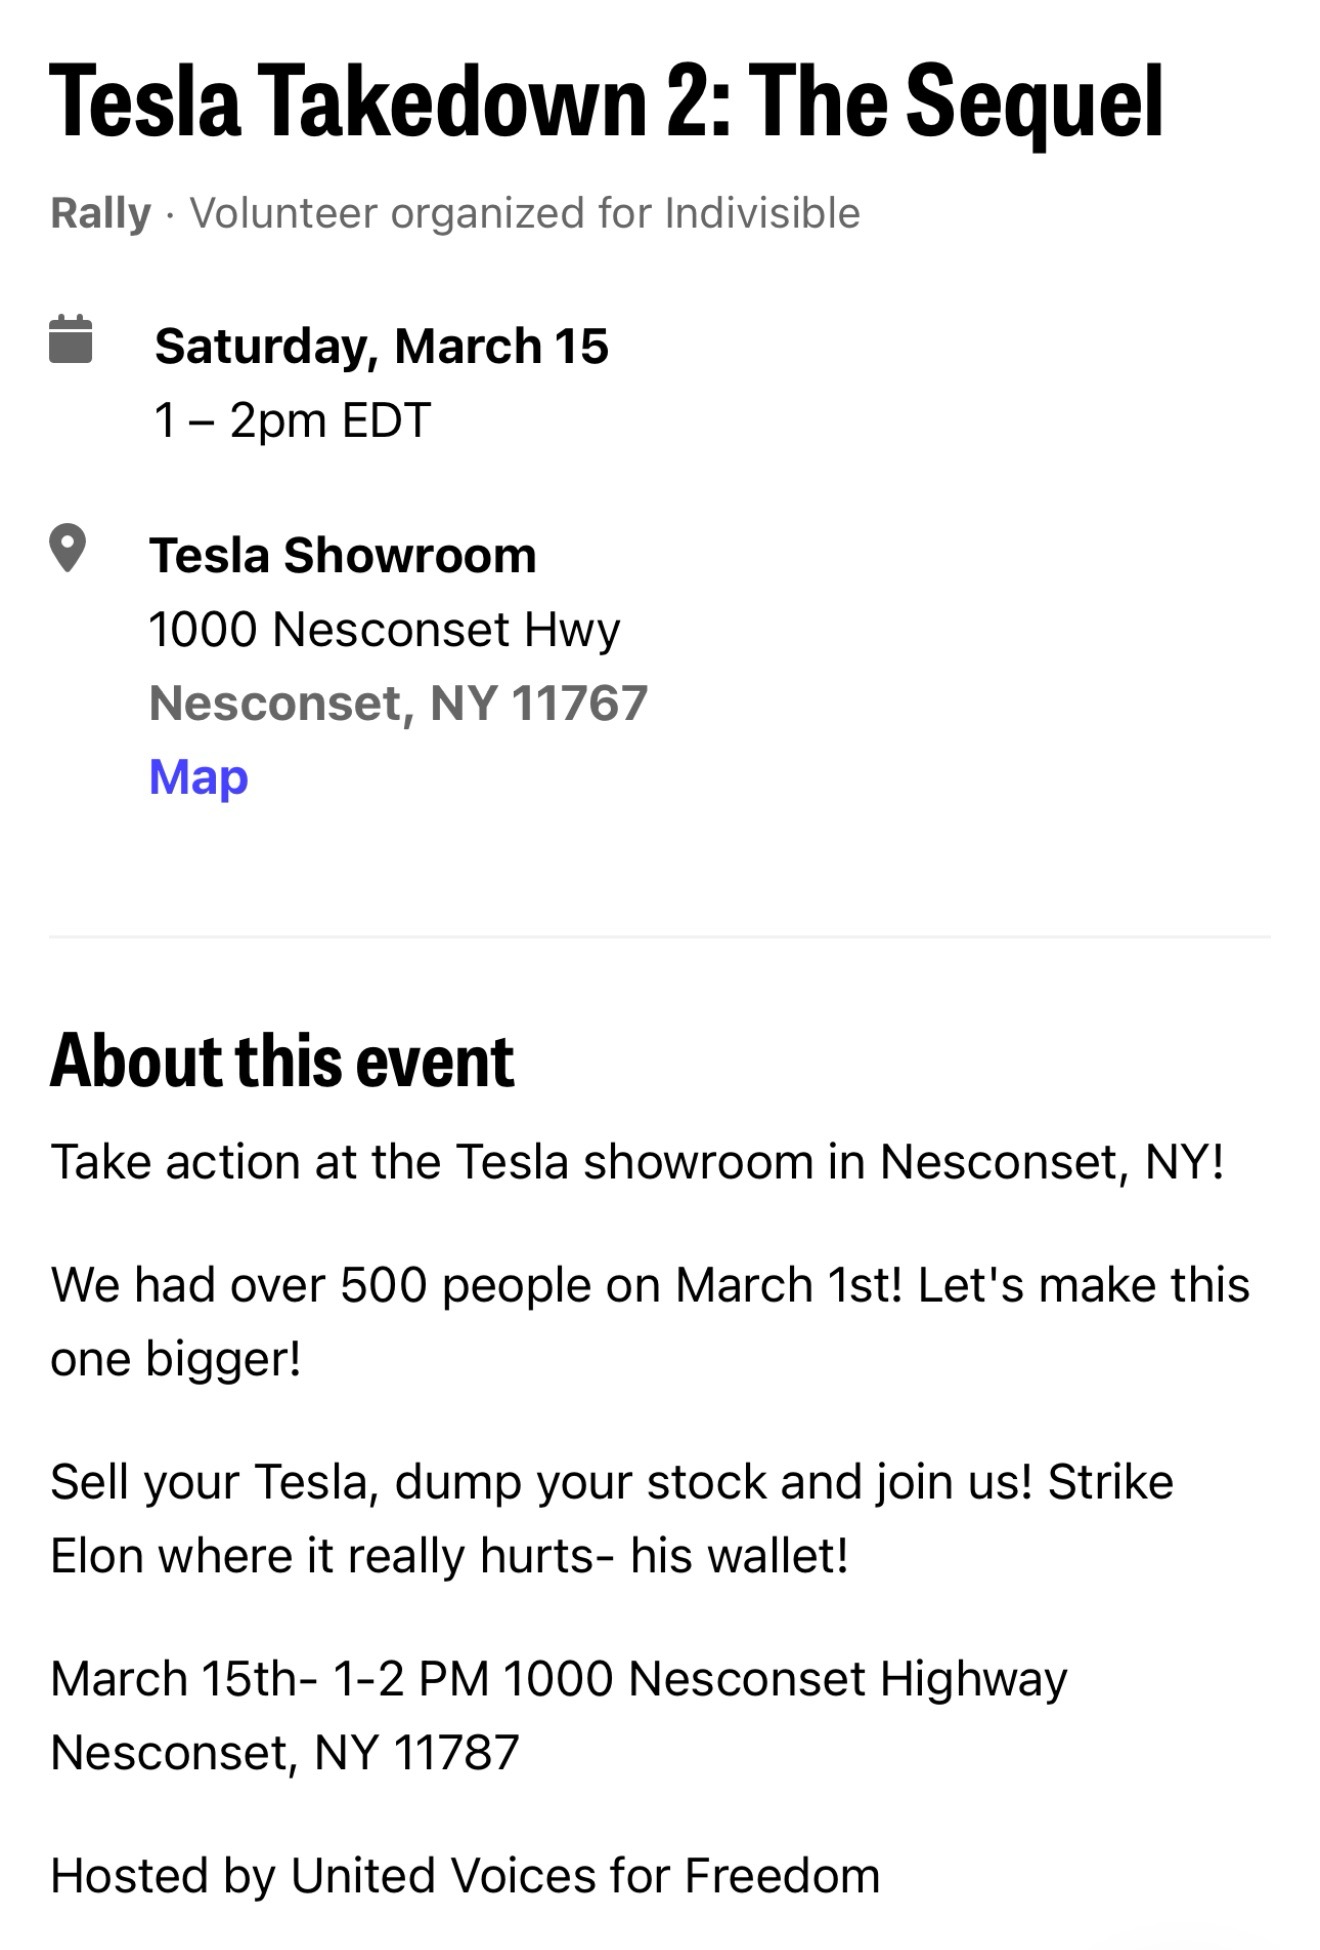 Tesla Takedown 2: The Sequel
Rally · Volunteer organized for Indivisible
Saturday, March 15
1 – 2pm EDT
Tesla Showroom
1000 Nesconset Hwy
Nesconset, NY 11767
Map
About this event
Take action at the Tesla showroom in Nesconset, NY!
We had over 500 people on March 1st! Let's make this
one bigger!
Sell your Tesla, dump your stock and join us! Strike
Elon where it really hurts- his wallet!
March 15th- 1-2 PM 1000 Nesconset Highway
Nesconset, NY 11787
Hosted by United Voices for Freedom